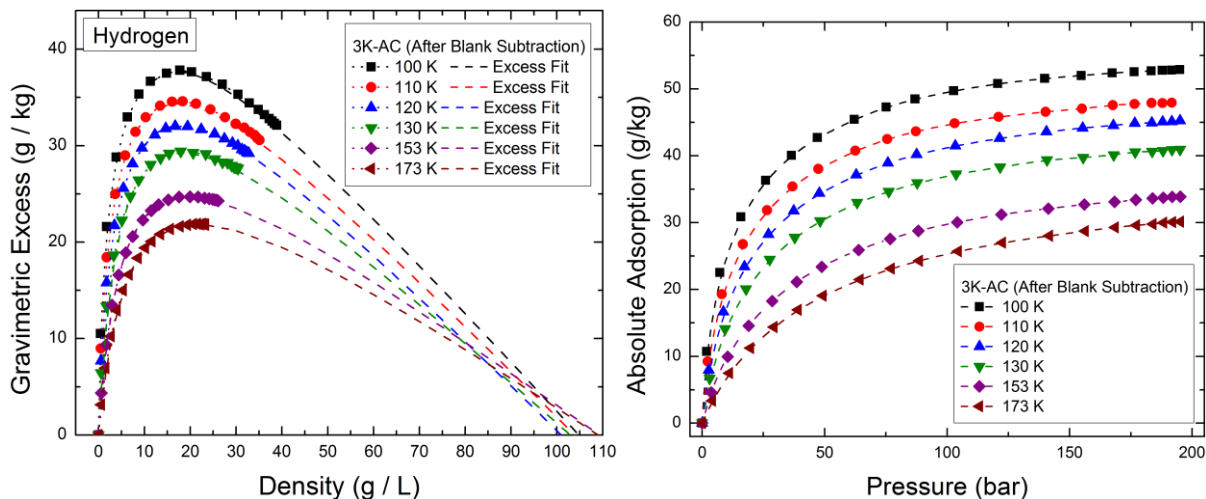 Hydrogen
3K-AC (After Blank Subtraction)
100 K Excess Fit
110 K Excess Fit
120 K Excess Fit
130 K Excess Fit
153 K Excess Fit
173 K Excess Fit
40
30
20
10
0
Gravimetric Excess (g / kg)
0 10 20 30 40 50 60 70 80 90 100 110
Density (g / L)
60
50
40
30
20
10
0
Absolute Adsorption (g/kg)
3K-AC (After Blank Subtraction)
100 K
110 K
120 K
130 K
153 K
173 K
0 50 100 150 200
Pressure (bar)